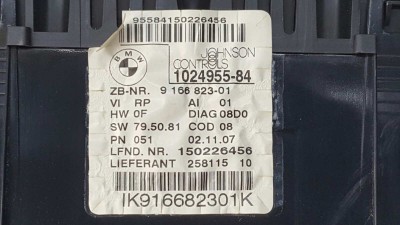 95584150226456
BMW
JOHNSON
CONTROLS
1024955-84
ZB-NR. 9 166 823-01
VI RP AI 01
HW 0F DIAG 08D0
SW 79.50.81 COD 08
PN 051 02.11.07
LFND. NR. 150226456
LIEFERANT 258115 10
IK916682301K